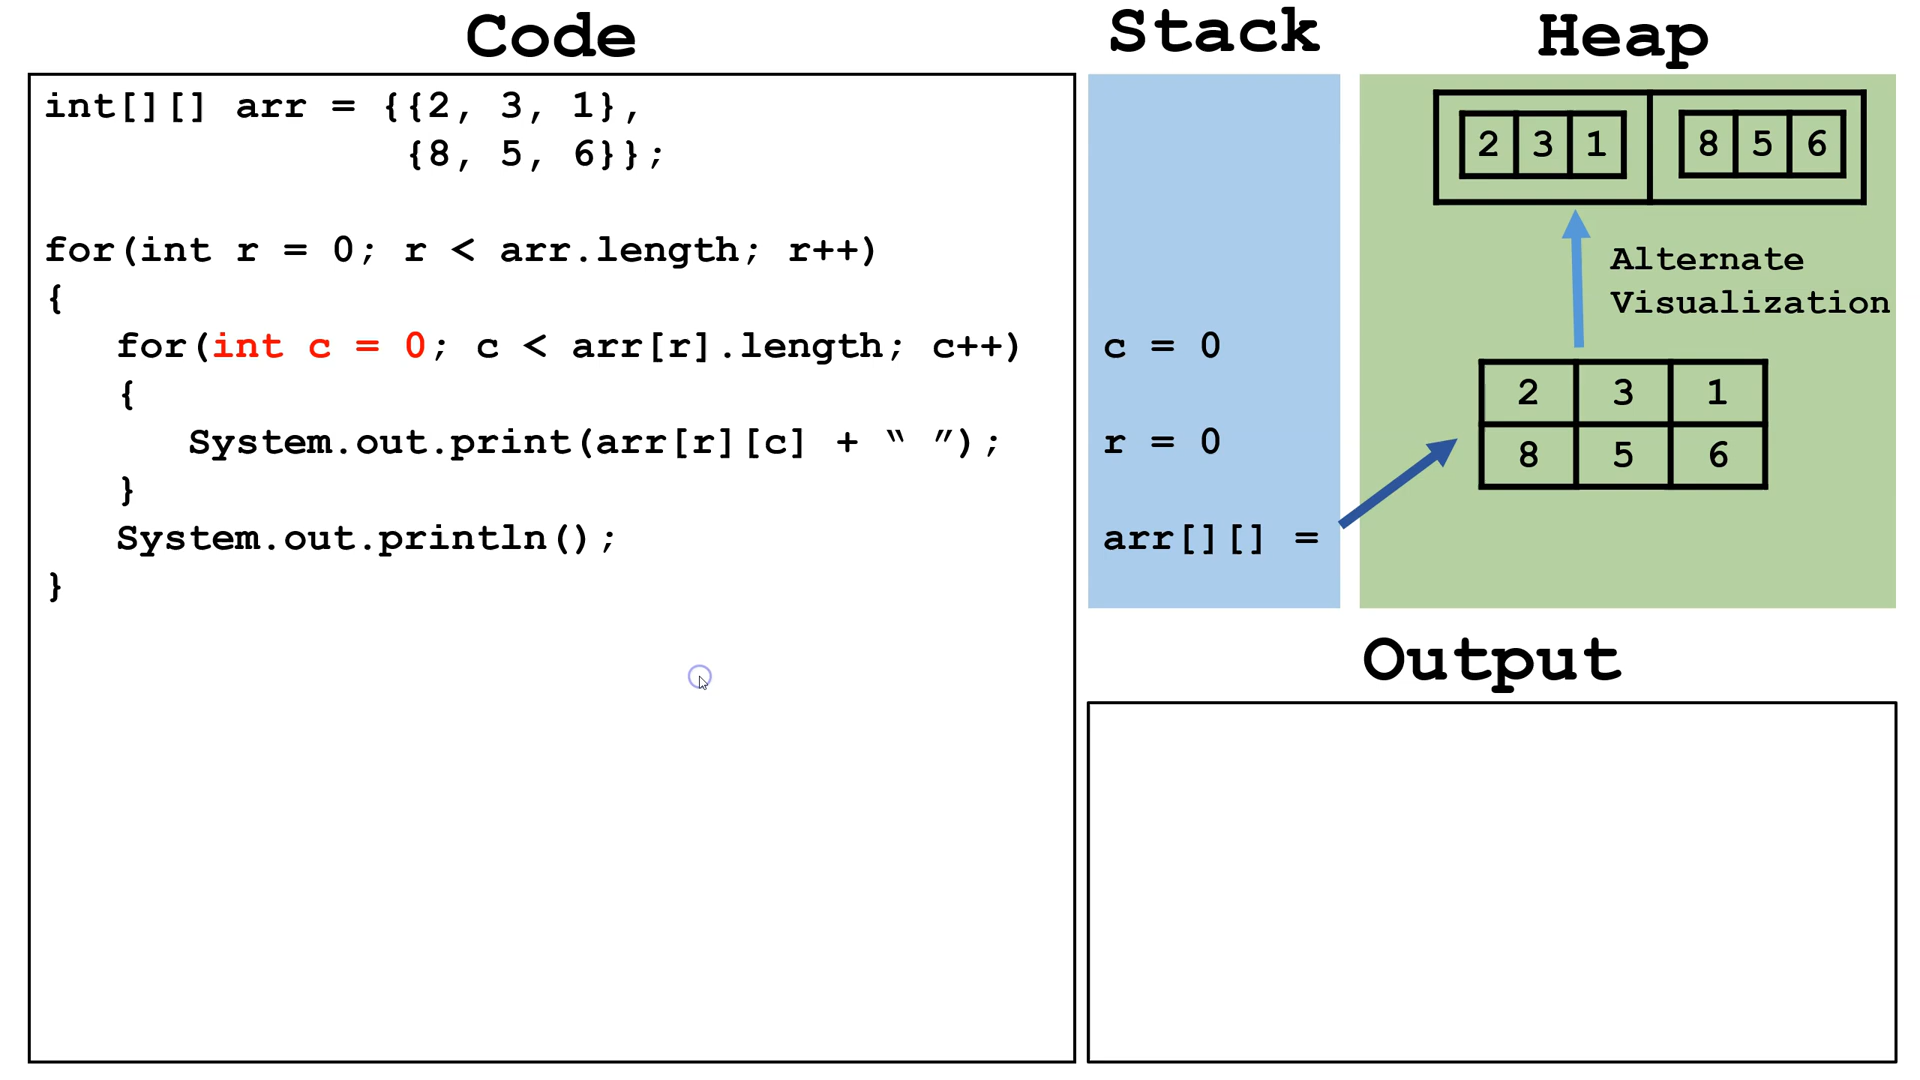 Code
int[][] arr = {{2, 3, 1},
{8, 5, 6}};
for(int r = 0; r < arr.length; r++)
{
for(int c = 0; c < arr[r].length; c++)
{
System.out.print(arr[r][c] + “ ”);
}
System.out.println();
}
Stack
c = 0
r = 0
arr[][] =
Heap
2 3 1 8 5 6
Alternate
Visualization
2 3 1
8 5 6
Output